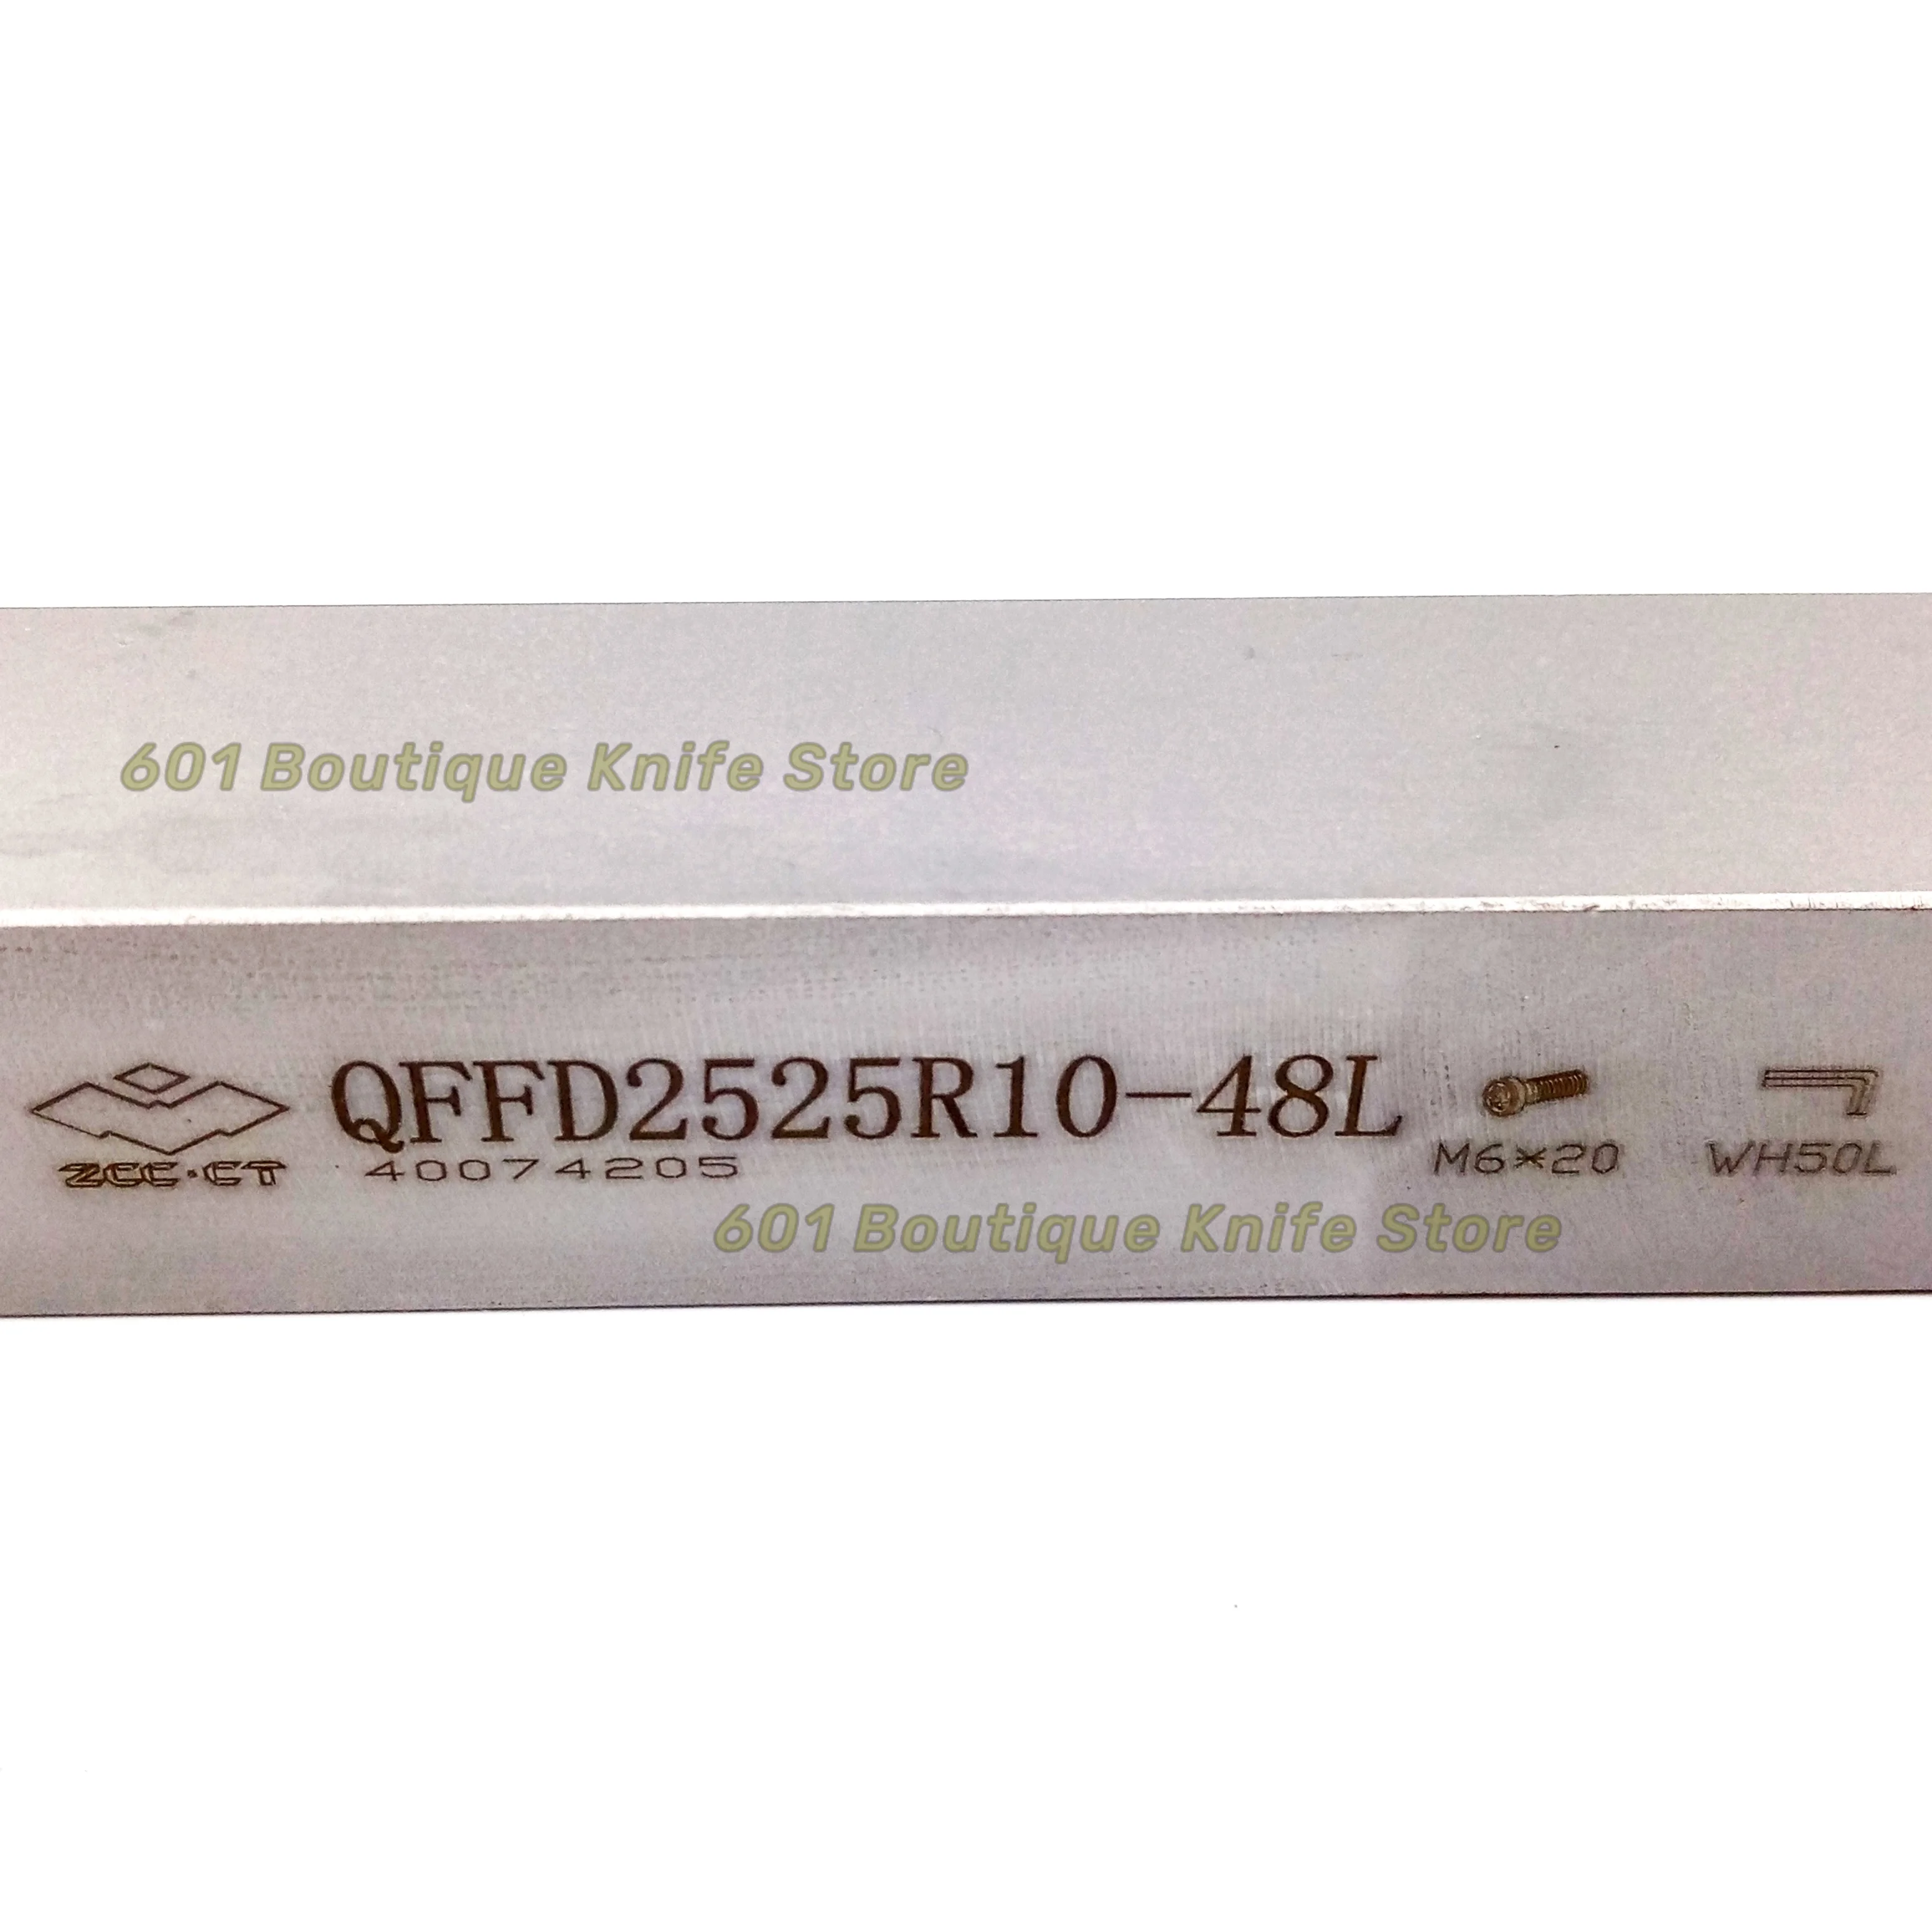 601 Boutique Knife Store
QFFD2525R10-48L
ZCC·CT 40074205 M6×20 WH50L
601 Boutique Knife Store